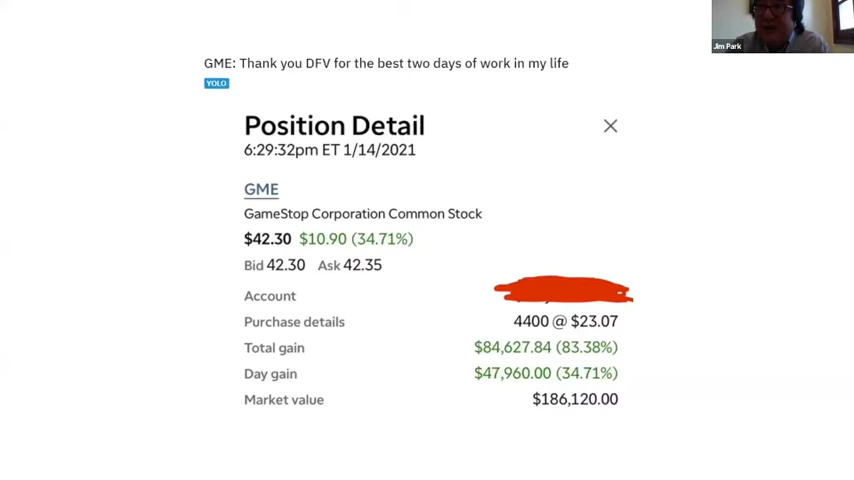 Jim Park
GME: Thank you DFV for the best two days of work in my life
YOLO
Position Detail
6:29:32pm ET 1/14/2021
GME
GameStop Corporation Common Stock
$42.30 $10.90 (34.71%)
Bid 42.30 Ask 42.35
Account
Purchase details 4400 @ $23.07
Total gain $84,627.84 (83.38%)
Day gain $47,960.00 (34.71%)
Market value $186,120.00